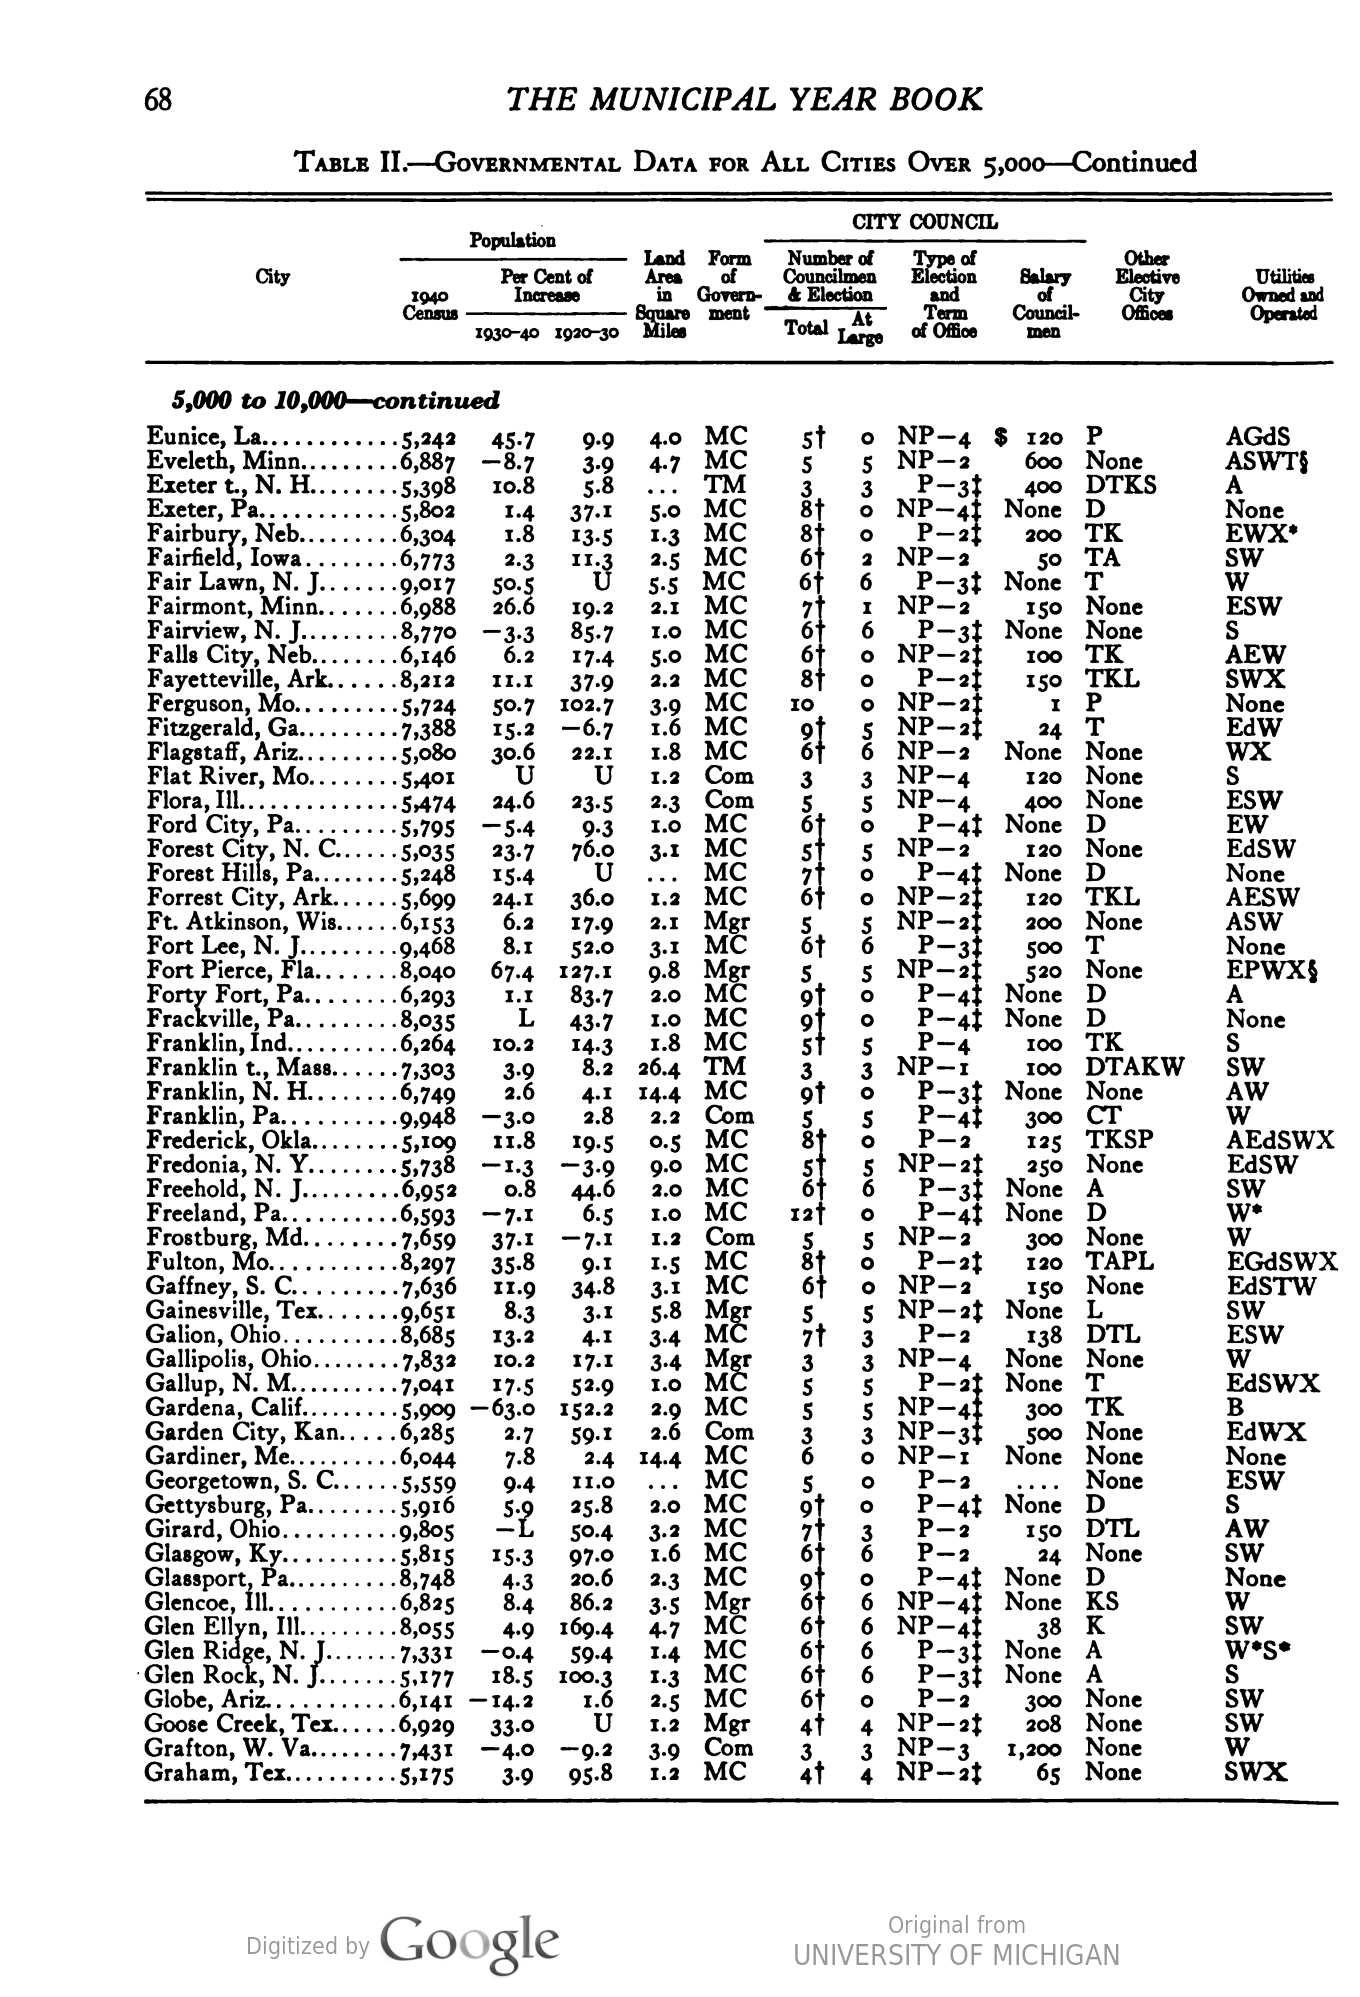 68 THE MUNICIPAL YEAR BOOK
TABLE II.—GOVERNMENTAL DATA FOR ALL CITIES OVER 5,000—Continued
CITY COUNCIL
Population
Land Form Number of Type of Other
City Per Cent of Area of Councilmen Election Salary Elective Utilities
1940 Increase in Govern- & Election and of City Owned and
Census Square ment Term Council- Offices Operated
1930-40 1920-30 Miles Total At Large of Office men
5,000 to 10,000—continued
Eunice, La............5,242 45.7 9.9 4.0 MC 5† 0 NP—4 $ 120 P AGdS
Eveleth, Minn.........6,887 —8.7 3.9 4.7 MC 5 5 NP—2 600 None ASWT§
Exeter t., N. H........5,398 10.8 5.8 ... TM 3 3 P—3‡ 400 DTKS A
Exeter, Pa............5,802 1.4 37.1 5.0 MC 8† 0 NP—4‡ None D None
Fairbury, Neb.........6,304 1.8 13.5 1.3 MC 8† 0 P—2‡ 200 TK EWX*
Fairfield, Iowa........6,773 2.3 11.3 2.5 MC 6† 2 NP—2 50 TA SW
Fair Lawn, N. J.......9,017 50.5 U 5.5 MC 6† 6 P—3‡ None T W
Fairmont, Minn.......6,988 26.6 19.2 2.1 MC 7† 1 NP—2 150 None ESW
Fairview, N. J.........8,770 —3.3 85.7 1.0 MC 6† 6 P—3‡ None None S
Falls City, Neb........6,146 6.2 17.4 5.0 MC 6† 0 NP—2‡ 100 TK AEW
Fayetteville, Ark......8,212 11.1 37.9 2.2 MC 8† 0 P—2‡ 150 TKL SWX
Ferguson, Mo.........5,724 50.7 102.7 3.9 MC 10 0 NP—2‡ 1 P None
Fitzgerald, Ga.........7,388 15.2 —6.7 1.6 MC 9† 5 NP—2‡ 24 T EdW
Flagstaff, Ariz.........5,080 30.6 22.1 1.8 MC 6† 6 NP—2 None None WX
Flat River, Mo........5,401 U U 1.2 Com 3 3 NP—4 120 None S
Flora, Ill..............5,474 24.6 23.5 2.3 Com 5 5 NP—4 400 None ESW
Ford City, Pa.........5,795 —5.4 9.3 1.0 MC 6† 0 P—4‡ None D EW
Forest City, N. C......5,035 23.7 76.0 3.1 MC 5† 5 NP—2 120 None EdSW
Forest Hills, Pa........5,248 15.4 U ... MC 7† 0 P—4‡ None D None
Forrest City, Ark......5,699 24.1 36.0 1.2 MC 6† 0 NP—2‡ 120 TKL AESW
Ft. Atkinson, Wis......6,153 6.2 17.9 2.1 Mgr 5 5 NP—2‡ 200 None ASW
Fort Lee, N. J.........9,468 8.1 52.0 3.1 MC 6† 6 P—3‡ 500 T None
Fort Pierce, Fla.......8,040 67.4 127.1 9.8 Mgr 5 5 NP—2‡ 520 None EPWX§
Forty Fort, Pa........6,293 1.1 83.7 2.0 MC 9† 0 P—4‡ None D A
Frackville, Pa.........8,035 L 43.7 1.0 MC 9† 0 P—4‡ None D None
Franklin, Ind..........6,264 10.2 14.3 1.8 MC 5† 5 P—4 100 TK S
Franklin t., Mass......7,303 3.9 8.2 26.4 TM 3 3 NP—1 100 DTAKW SW
Franklin, N. H........6,749 2.6 4.1 14.4 MC 9† 0 P—3‡ None None AW
Franklin, Pa..........9,948 —3.0 2.8 2.2 Com 5 5 P—4‡ 300 CT W
Frederick, Okla.......5,109 11.8 19.5 0.5 MC 8† 0 P—2 125 TKSP AEdSWX
Fredonia, N. Y........5,738 —1.3 —3.9 9.0 MC 5† 5 NP—2‡ 250 None EdSW
Freehold, N. J.........6,952 0.8 44.6 2.0 MC 6† 6 P—3‡ None A SW
Freeland, Pa..........6,593 —7.1 6.5 1.0 MC 12† 0 P—4‡ None D W*
Frostburg, Md........7,659 37.1 —7.1 1.2 Com 5 5 NP—2 300 None W
Fulton, Mo...........8,297 35.8 9.1 1.5 MC 8† 0 P—2‡ 120 TAPL EGdSWX
Gaffney, S. C.........7,636 11.9 34.8 3.1 MC 6† 0 NP—2 150 None EdSTW
Gainesville, Tex.......9,651 8.3 3.1 5.8 Mgr 5 5 NP—2‡ None L SW
Galion, Ohio..........8,685 13.2 4.1 3.4 MC 7† 3 P—2 138 DTL ESW
Gallipolis, Ohio........7,832 10.2 17.1 3.4 Mgr 3 3 NP—4 None None W
Gallup, N. M..........7,041 17.5 52.9 1.0 MC 5 5 P—2‡ None T EdSWX
Gardena, Calif.........5,909 —63.0 152.2 2.9 MC 5 5 NP—4‡ 300 TK B
Garden City, Kan.....6,285 2.7 59.1 2.6 Com 3 3 NP—3‡ 500 None EdWX
Gardiner, Me..........6,044 7.8 2.4 14.4 MC 6 0 NP—1 None None None
Georgetown, S. C......5,559 9.4 11.0 ... MC 5 0 P—2 .... None ESW
Gettysburg, Pa........5,916 5.9 25.8 2.0 MC 9† 0 P—4‡ None D S
Girard, Ohio..........9,805 —L 50.4 3.2 MC 7† 3 P—2 150 DTL AW
Glasgow, Ky..........5,815 15.3 97.0 1.6 MC 6† 6 P—2 24 None SW
Glassport, Pa..........8,748 4.3 20.6 2.3 MC 9† 0 P—4‡ None D None
Glencoe, Ill...........6,825 8.4 86.2 3.5 Mgr 6† 6 NP—4‡ None KS W
Glen Ellyn, Ill.........8,055 4.9 169.4 4.7 MC 6† 6 NP—4‡ 38 K SW
Glen Ridge, N. J.......7,331 —0.4 59.4 1.4 MC 6† 6 P—3‡ None A W*S*
Glen Rock, N. J.......5,177 18.5 100.3 1.3 MC 6† 6 P—3‡ None A S
Globe, Ariz...........6,141 —14.2 1.6 2.5 MC 6† 0 P—2 300 None SW
Goose Creek, Tex......6,929 33.0 U 1.2 Mgr 4† 4 NP—2‡ 208 None SW
Grafton, W. Va........7,431 —4.0 —9.2 3.9 Com 3 3 NP—3 1,200 None W
Graham, Tex..........5,175 3.9 95.8 1.2 MC 4† 4 NP—2‡ 65 None SWX
Digitized by Google
Original from
UNIVERSITY OF MICHIGAN